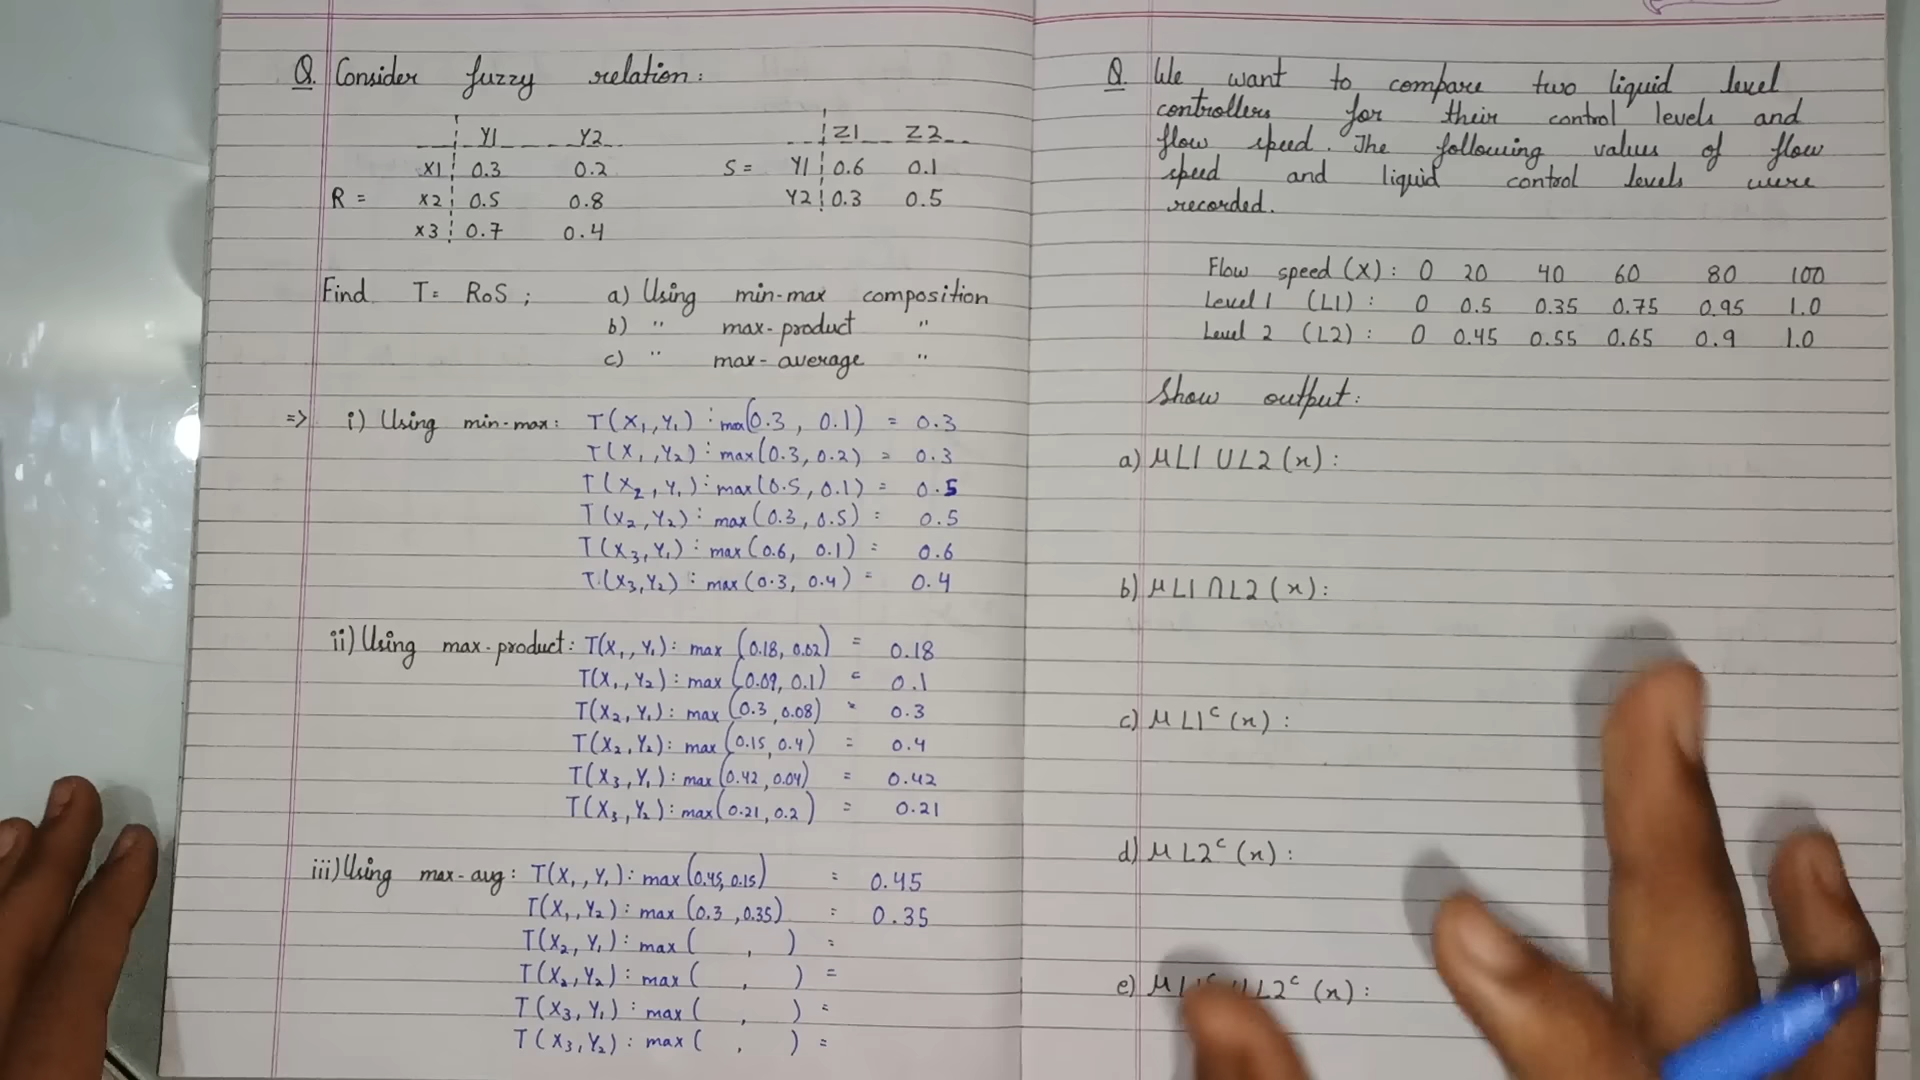 Q. Consider fuzzy relation:
Y1 Y2
X1 0.3 0.2
R = X2 0.5 0.8
X3 0.7 0.4
Z1 Z2
S = Y1 0.6 0.1
Y2 0.3 0.5
Find T= RoS ; a) Using min-max composition
b) " max-product "
c) " max-average "
=> i) Using min-max: T(X1,Y1) : max(0.3, 0.1) = 0.3
T(X1,Y2) : max(0.3, 0.2) = 0.3
T(X2,Y1) : max(0.5, 0.1) = 0.5
T(X2,Y2) : max(0.3, 0.5) = 0.5
T(X3,Y1) : max(0.6, 0.1) = 0.6
T(X3,Y2) : max(0.3, 0.4) = 0.4
ii) Using max-product: T(X1,Y1) : max (0.18, 0.02) = 0.18
T(X1,Y2) : max (0.09, 0.1) = 0.1
T(X2,Y1) : max (0.3, 0.08) = 0.3
T(X2,Y2) : max (0.15, 0.4) = 0.4
T(X3,Y1) : max (0.42, 0.04) = 0.42
T(X3,Y2) : max (0.21, 0.2) = 0.21
iii) Using max-avg: T(X1,Y1) : max (0.45, 0.15) = 0.45
T(X1,Y2) : max (0.3, 0.35) = 0.35
T(X2,Y1) : max ( , ) =
T(X2,Y2) : max ( , ) =
T(X3,Y1) : max ( , ) =
T(X3,Y2) : max ( , ) =
Q. We want to compare two liquid level
controllers for their control levels and
flow speed. The following values of flow
speed and liquid control levels were
recorded.
Flow speed (X) : 0 20 40 60 80 100
Level 1 (L1) : 0 0.5 0.35 0.75 0.95 1.0
Level 2 (L2) : 0 0.45 0.55 0.65 0.9 1.0
Show output:
a) μL1 U L2 (x) :
b) μL1 ∩ L2 (x) :
c) μ L1ᶜ (x) :
d) μ L2ᶜ (x) :
e) μ L1ᶜ U L2ᶜ (x) :